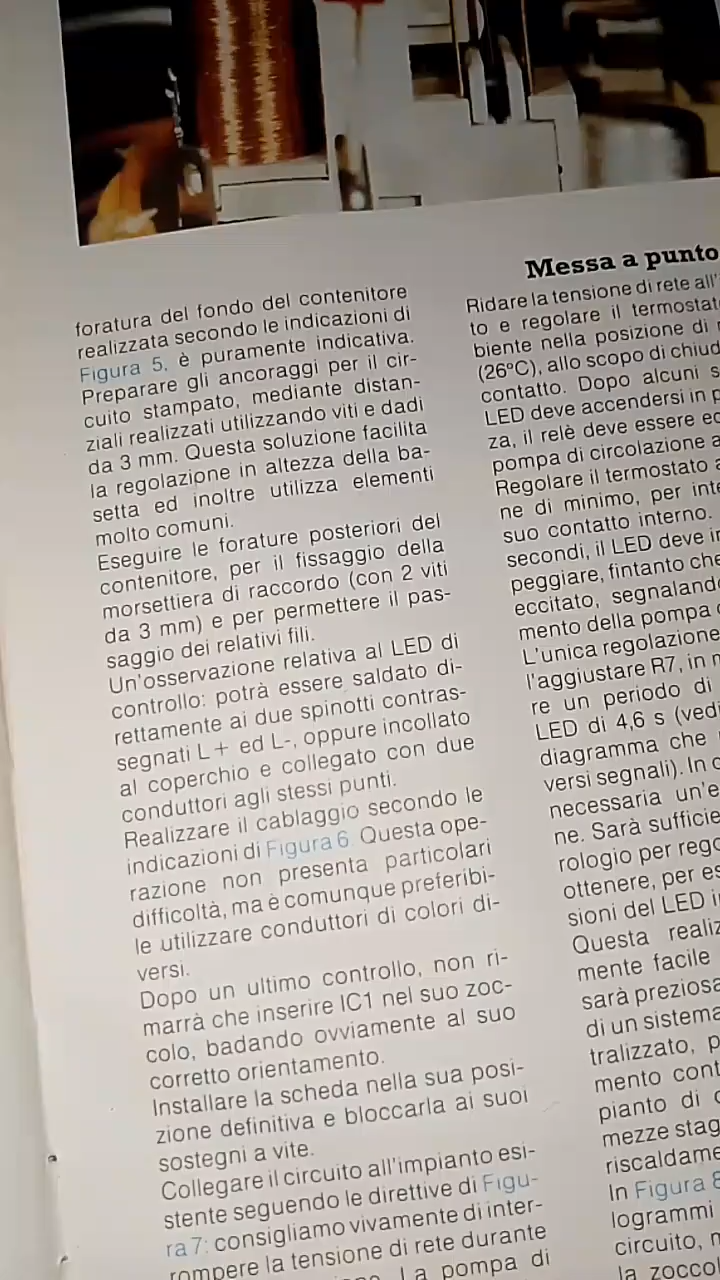 foratura del fondo del contenitore
realizzata secondo le indicazioni di
Figura 5, è puramente indicativa.
Preparare gli ancoraggi per il cir-
cuito stampato, mediante distan-
ziali realizzati utilizzando viti e dadi
da 3 mm. Questa soluzione facilita
la regolazione in altezza della ba-
setta ed inoltre utilizza elementi
molto comuni.
Eseguire le forature posteriori del
contenitore, per il fissaggio della
morsettiera di raccordo (con 2 viti
da 3 mm) e per permettere il pas-
saggio dei relativi fili.
Un'osservazione relativa al LED di
controllo: potrà essere saldato di-
rettamente ai due spinotti contras-
segnati L+ ed L-, oppure incollato
al coperchio e collegato con due
conduttori agli stessi punti.
Realizzare il cablaggio secondo le
indicazioni di Figura 6. Questa ope-
razione non presenta particolari
difficoltà, ma è comunque preferibi-
le utilizzare conduttori di colori di-
versi.
Dopo un ultimo controllo, non ri-
marrà che inserire IC1 nel suo zoc-
colo, badando ovviamente al suo
corretto orientamento.
Installare la scheda nella sua posi-
zione definitiva e bloccarla ai suoi
sostegni a vite.
Collegare il circuito all'impianto esi-
stente seguendo le direttive di Figu-
ra 7: consigliamo vivamente di inter-
rompere la tensione di rete durante
La pompa di
Messa a punto
Ridare la tensione di rete all'
to e regolare il termostat
biente nella posizione di
(26°C), allo scopo di chiud
contatto. Dopo alcuni s
LED deve accendersi in p
za, il relè deve essere ec
pompa di circolazione a
Regolare il termostato a
ne di minimo, per inte
suo contatto interno.
secondi, il LED deve in
peggiare, fintanto che
eccitato, segnalando
mento della pompa
L'unica regolazione
l'aggiustare R7, in m
re un periodo di
LED di 4,6 s (vedi
diagramma che
versi segnali). In c
necessaria un'e
ne. Sarà sufficie
rologio per rego
ottenere, per es
sioni del LED i
Questa realiz
mente facile
sarà preziosa
di un sistema
tralizzato, p
mento cont
pianto di c
mezze stag
riscaldame
In Figura 8
logrammi
circuito, m
la zoccol